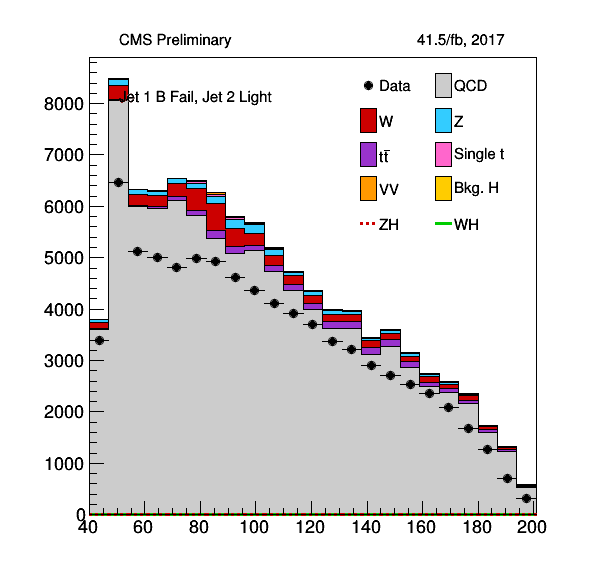 CMS Preliminary 41.5/fb, 2017
Jet 1 B Fail, Jet 2 Light
Data QCD
W Z
tt̅ Single t
VV Bkg. H
ZH WH
8000
7000
6000
5000
4000
3000
2000
1000
0
40 60 80 100 120 140 160 180 200